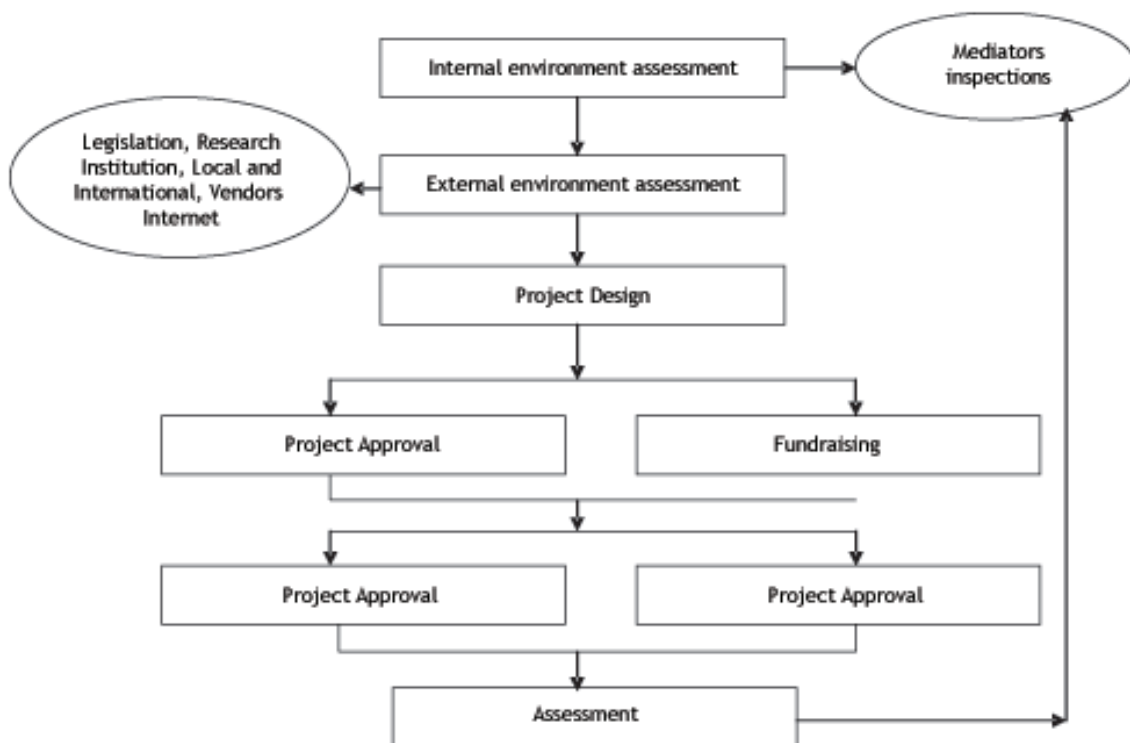 Internal environment assessment
Mediators
inspections
Legislation, Research
Institution, Local and
International, Vendors
Internet
External environment assessment
Project Design
Project Approval
Fundraising
Project Approval
Project Approval
Assessment